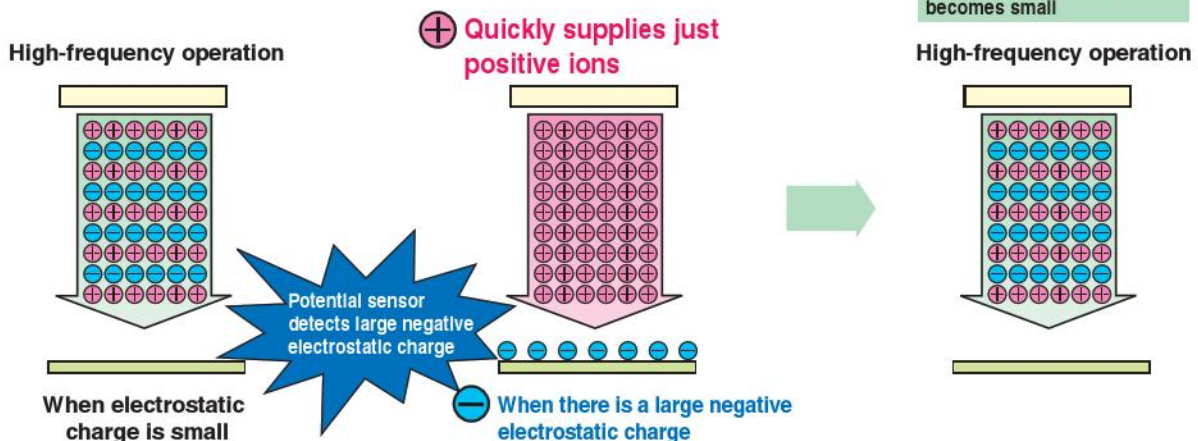 becomes small
High-frequency operation
Quickly supplies just
positive ions
High-frequency operation
Potential sensor
detects large negative
electrostatic charge
When electrostatic
charge is small
When there is a large negative
electrostatic charge